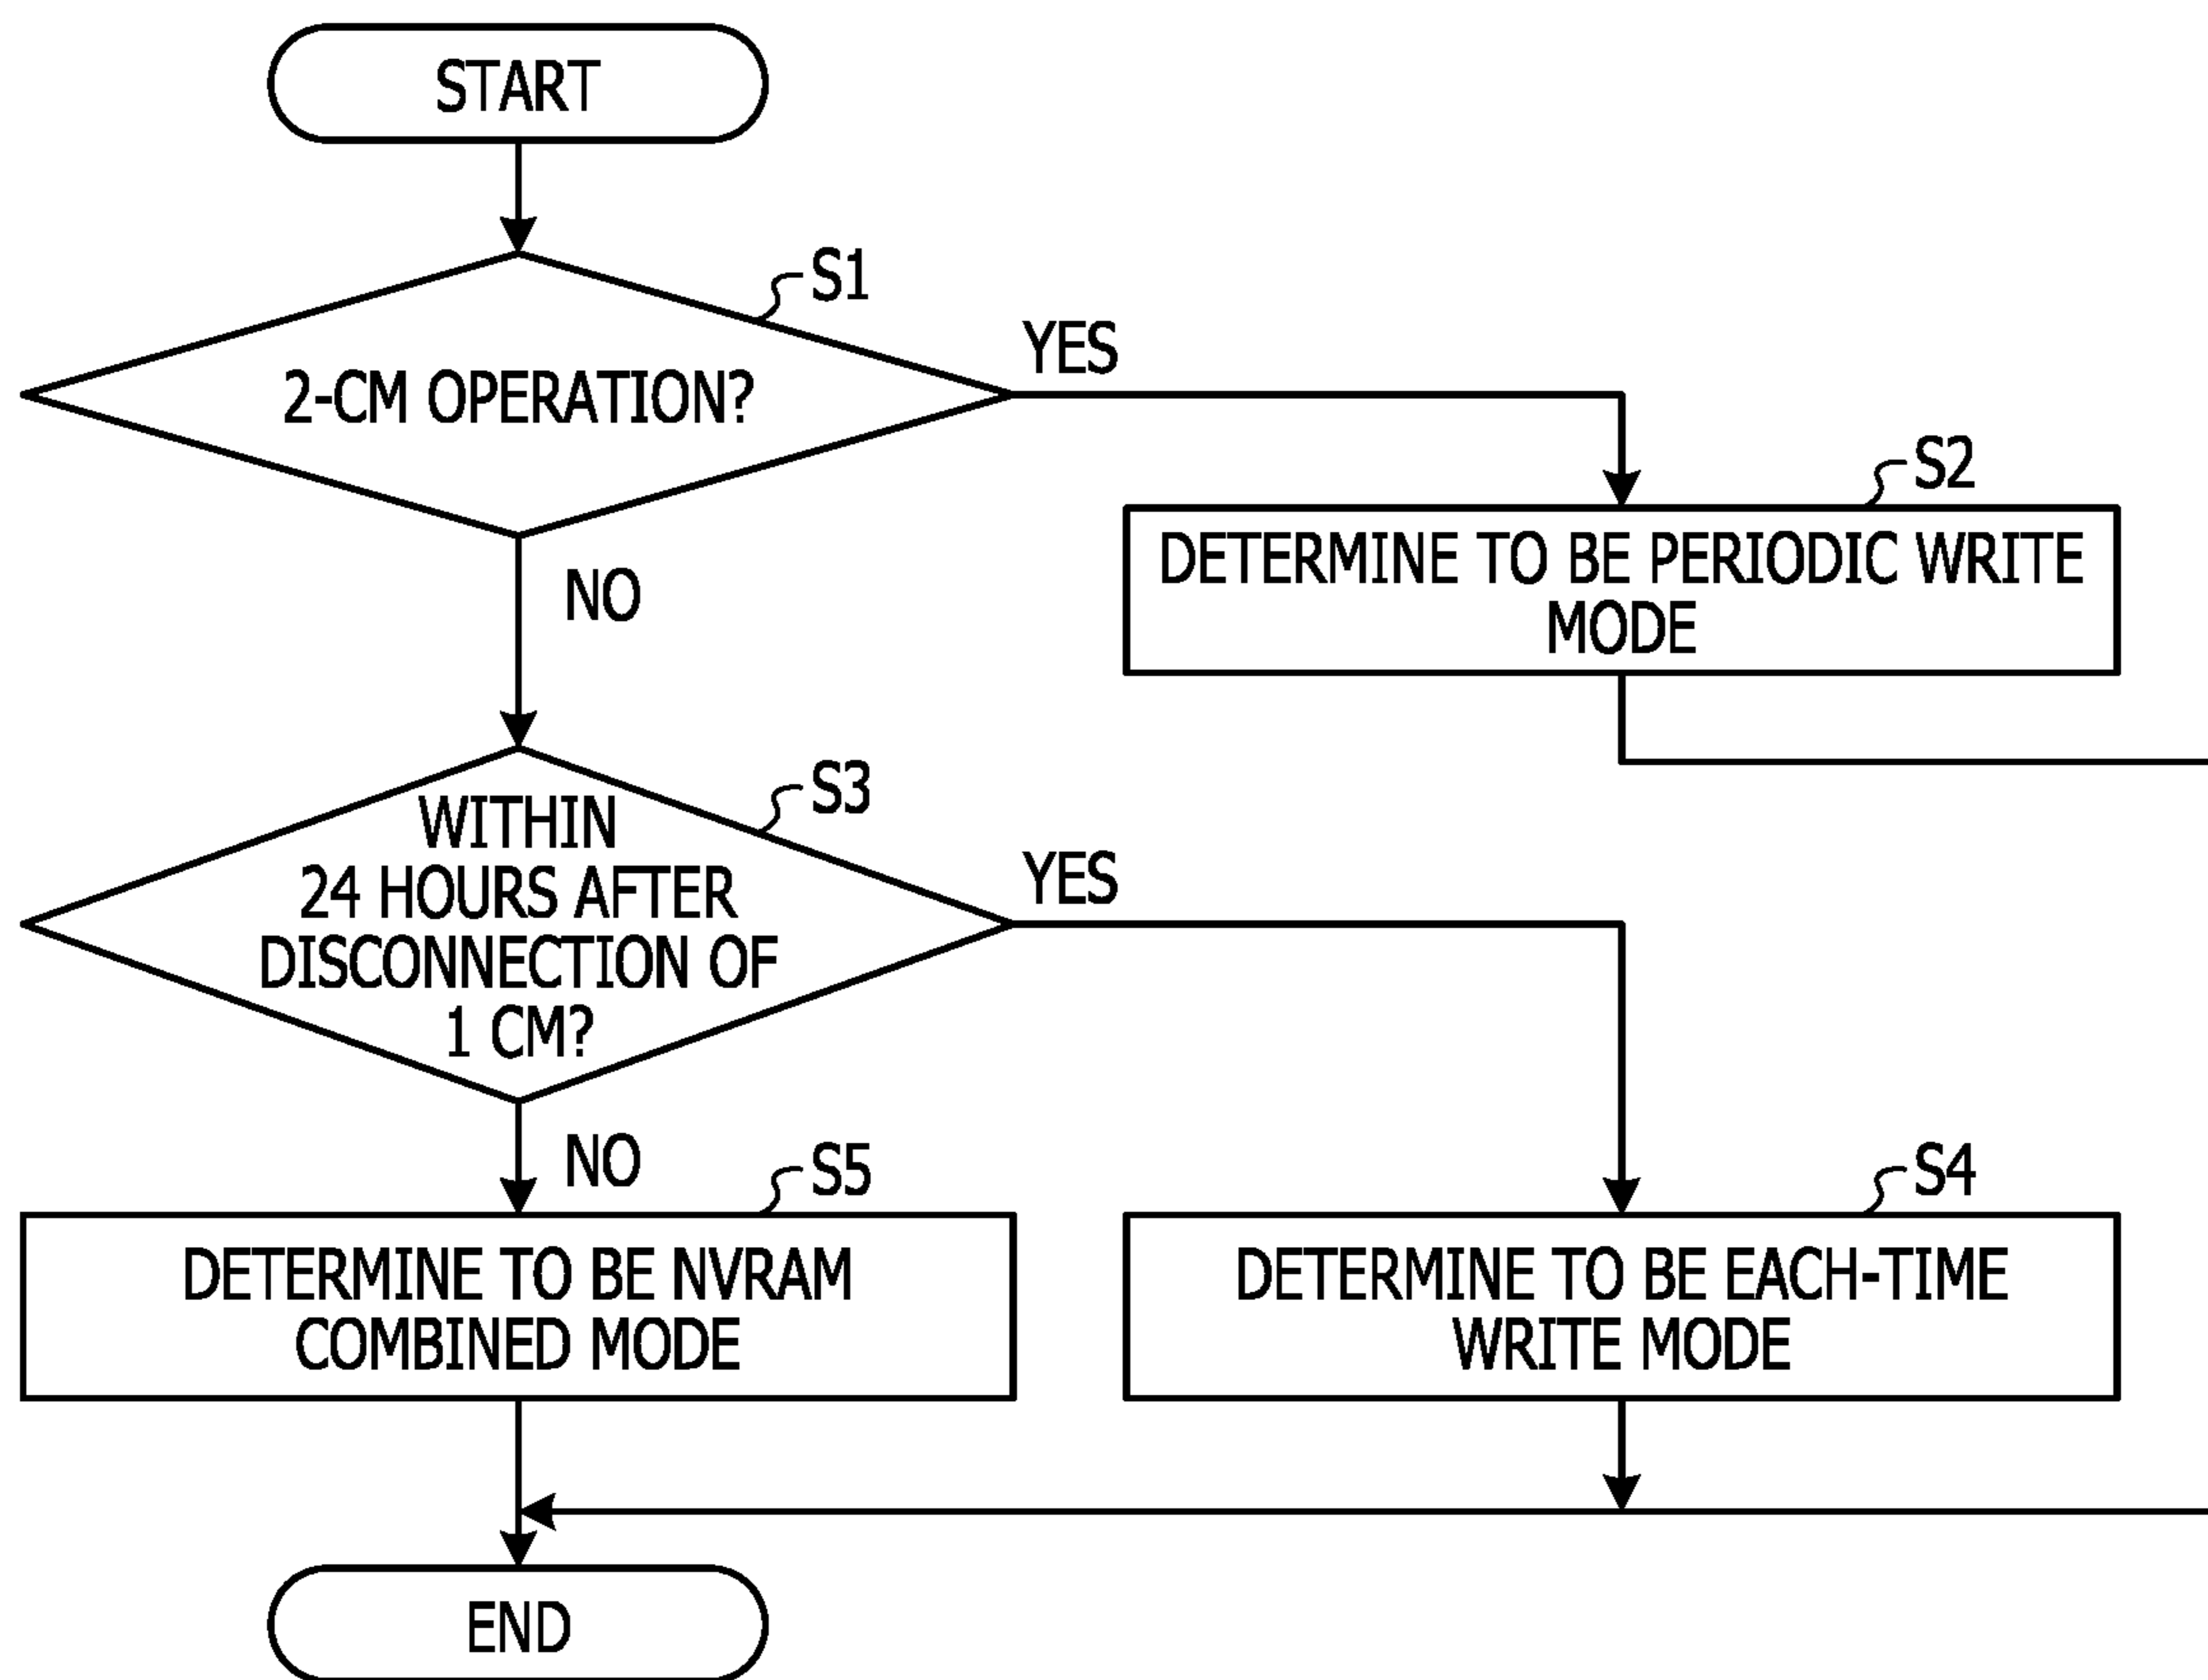 START
S1
2-CM OPERATION?
YES
S2
DETERMINE TO BE PERIODIC WRITE
MODE
NO
S3
WITHIN
24 HOURS AFTER
DISCONNECTION OF
1 CM?
YES
NO
S5
DETERMINE TO BE NVRAM
COMBINED MODE
S4
DETERMINE TO BE EACH-TIME
WRITE MODE
END